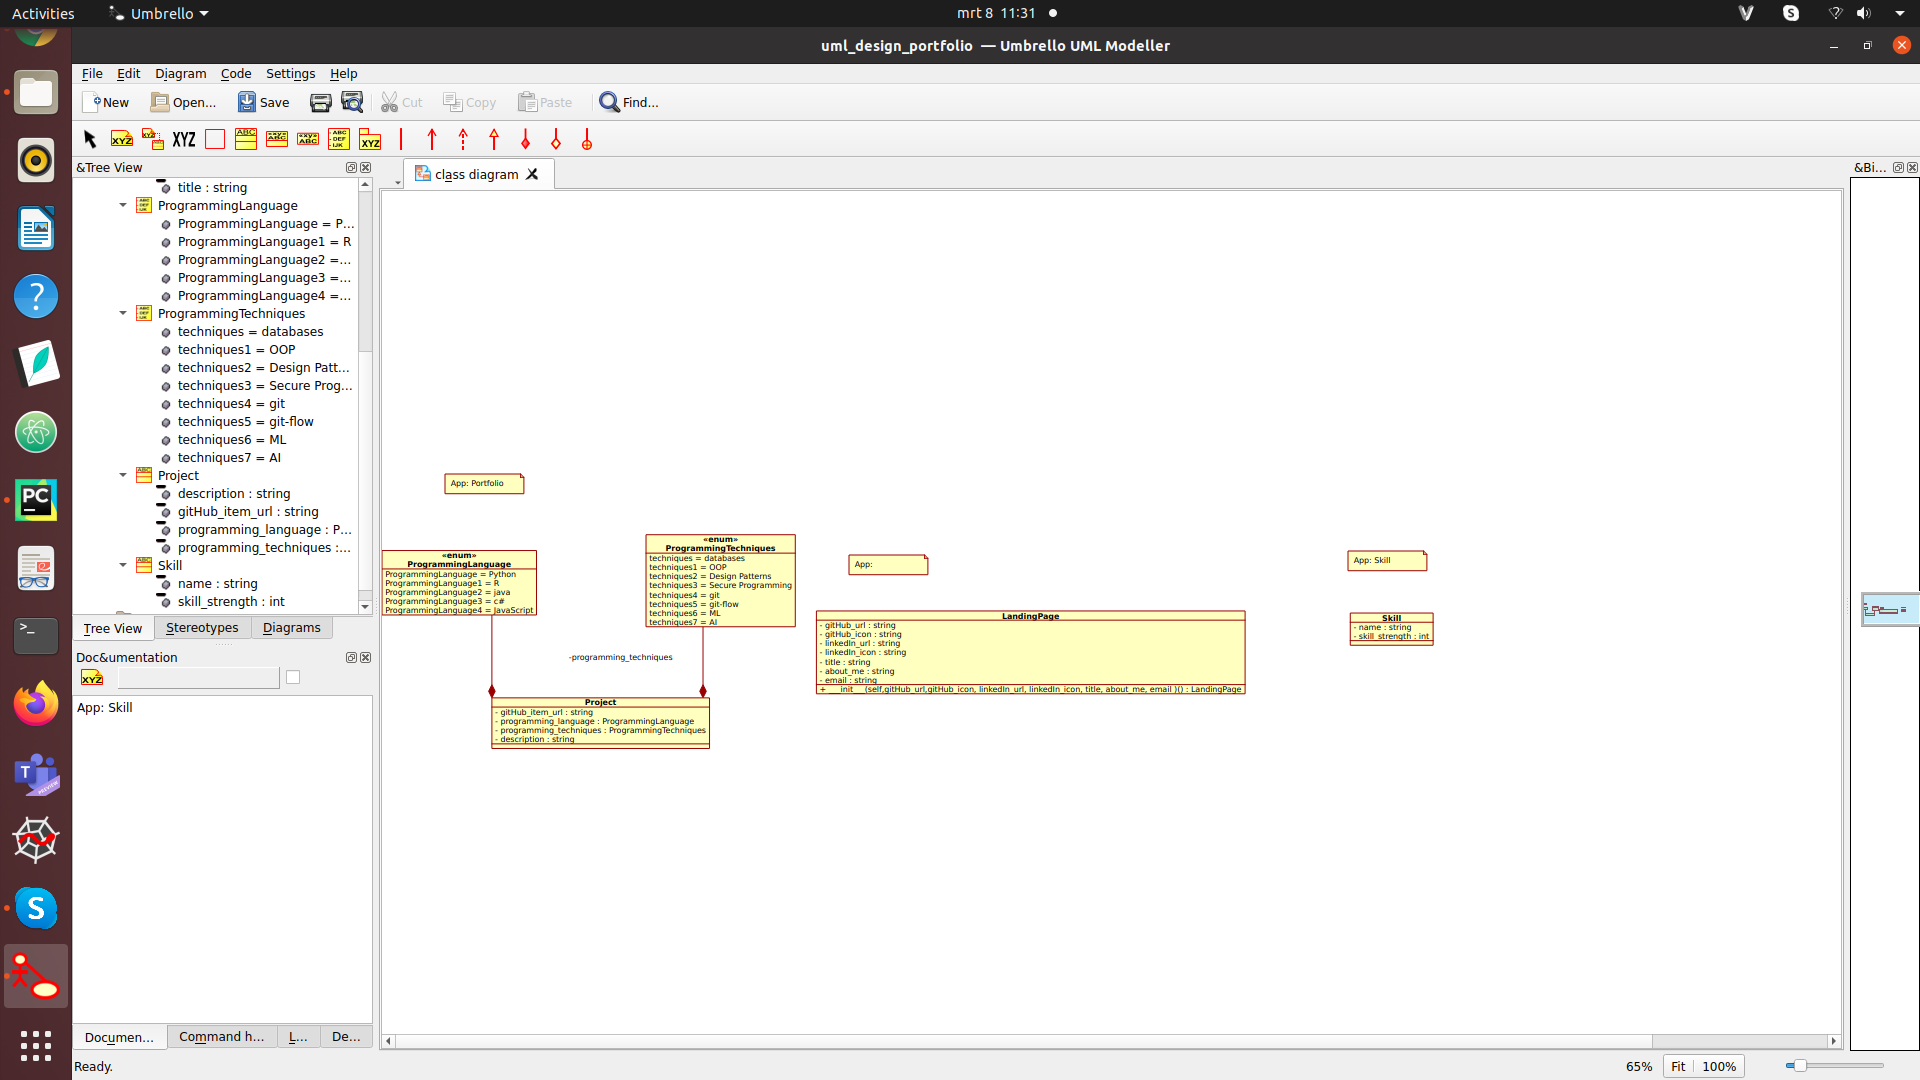 Activities
Umbrello
mrt 8 11:31
uml_design_portfolio — Umbrello UML Modeller
File Edit Diagram Code Settings Help
New Open... Save Cut Copy Paste Find...
&Tree View
class diagram
&Bi...
title : string
ProgrammingLanguage
ProgrammingLanguage = P...
ProgrammingLanguage1 = R
ProgrammingLanguage2 =...
ProgrammingLanguage3 =...
ProgrammingLanguage4 =...
ProgrammingTechniques
techniques = databases
techniques1 = OOP
techniques2 = Design Patt...
techniques3 = Secure Prog...
techniques4 = git
techniques5 = git-flow
techniques6 = ML
techniques7 = AI
Project
description : string
gitHub_item_url : string
programming_language : P...
programming_techniques :...
Skill
name : string
skill_strength : int
Tree View Stereotypes Diagrams
Doc&umentation
XYZ
App: Skill
Documen... Command h... L... De...
Ready.
App: Portfolio
«enum»
ProgrammingLanguage
ProgrammingLanguage = Python
ProgrammingLanguage1 = R
ProgrammingLanguage2 = java
ProgrammingLanguage3 = c#
ProgrammingLanguage4 = JavaScript
«enum»
ProgrammingTechniques
techniques = databases
techniques1 = OOP
techniques2 = Design Patterns
techniques3 = Secure Programming
techniques4 = git
techniques5 = git-flow
techniques6 = ML
techniques7 = AI
-programming_techniques
Project
- gitHub_item_url : string
- programming_language : ProgrammingLanguage
- programming_techniques : ProgrammingTechniques
- description : string
App:
LandingPage
- gitHub_url : string
- gitHub_icon : string
- linkedIn_url : string
- linkedIn_icon : string
- title : string
- about_me : string
- email : string
+ __init__(self,gitHub_url,gitHub_icon, linkedIn_url, linkedIn_icon, title, about_me, email )() : LandingPage
App: Skill
Skill
- name : string
- skill_strength : int
65% Fit 100%